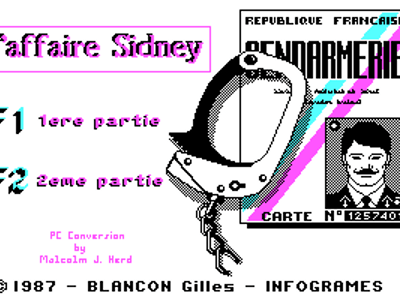 REPUBLIQUE FRANCAISE
l'affaire Sidney
GENDARMERIE
F1 1ere partie
F2 2eme partie
PC Conversion
by
Malcolm J. Herd
CARTE N° 1257401
©1987 - BLANCON Gilles - INFOGRAMES